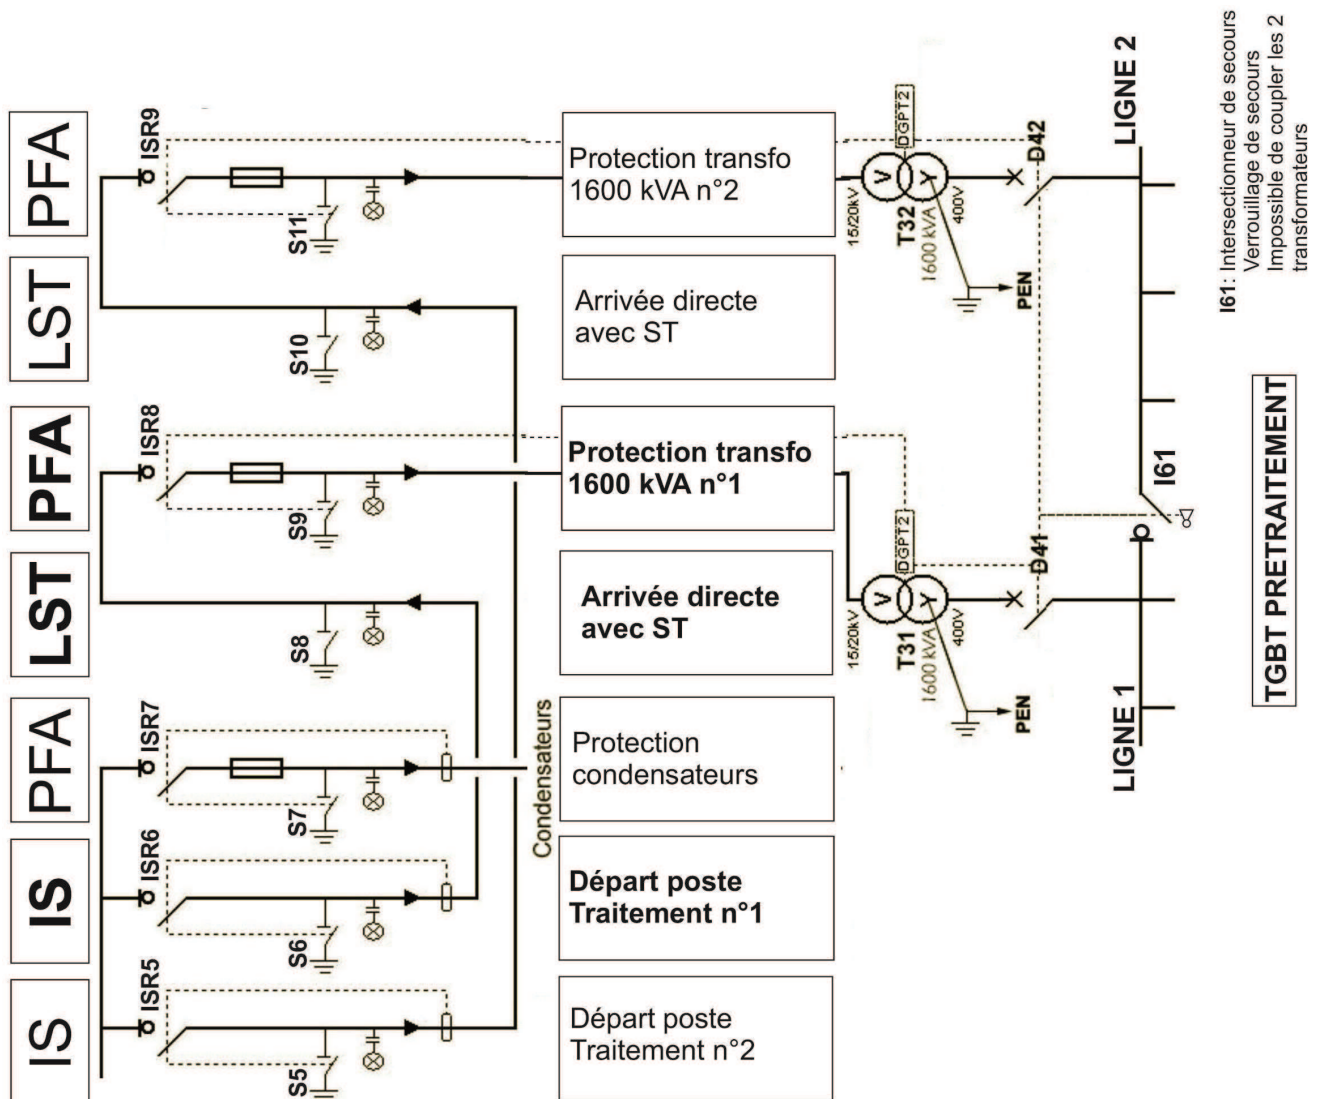 PFA
ISR9
S11
Protection transfo
1600 kVA n°2
15/20kV
DGPT2
V
Y
T32
1600 kVA
400V
PEN
D42
LIGNE 2
LST
S10
Arrivée directe
avec ST
PFA
ISR8
S9
Protection transfo
1600 kVA n°1
15/20kV
DGPT2
V
Y
T31
1600 kVA
400V
PEN
D41
I61
LIGNE 1
LST
S8
Arrivée directe
avec ST
PFA
ISR7
S7
Condensateurs
Protection
condensateurs
IS
ISR6
S6
Départ poste
Traitement n°1
IS
ISR5
S5
Départ poste
Traitement n°2
I61: Intersectionneur de secours
Verrouillage de secours
Impossible de coupler les 2
transformateurs
TGBT PRETRAITEMENT